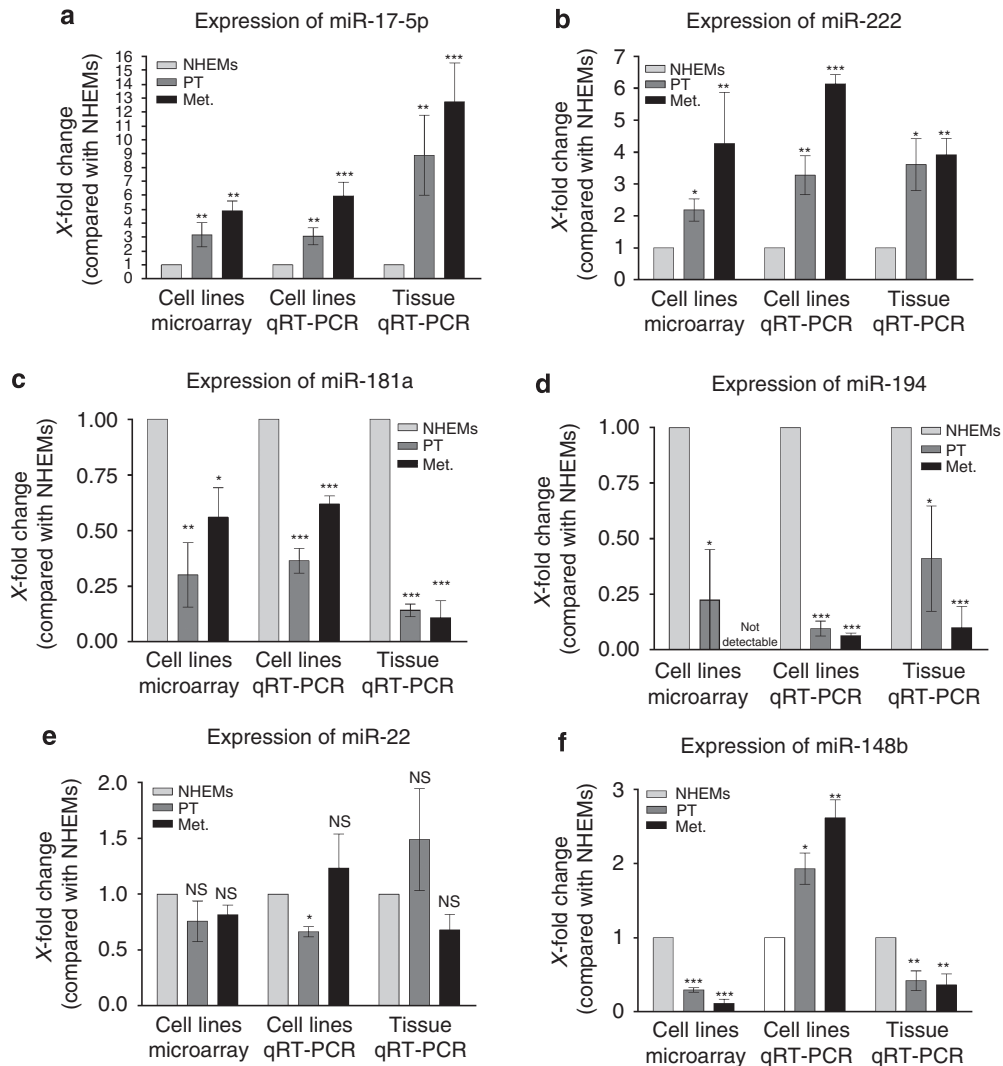 a
Expression of miR-17-5p
X-fold change
(compared with NHEMs)
16
15
14
13
12
11
10
9
8
7
6
5
4
3
2
1
0
NHEMs
PT
Met.
** ** ** *** ** ***
Cell lines
microarray
Cell lines
qRT-PCR
Tissue
qRT-PCR
b
Expression of miR-222
X-fold change
(compared with NHEMs)
7
6
5
4
3
2
1
0
NHEMs
PT
Met.
* ** ** *** * **
Cell lines
microarray
Cell lines
qRT-PCR
Tissue
qRT-PCR
c
Expression of miR-181a
X-fold change
(compared with NHEMs)
1.00
0.75
0.50
0.25
0.00
NHEMs
PT
Met.
** * *** *** *** ***
Cell lines
microarray
Cell lines
qRT-PCR
Tissue
qRT-PCR
d
Expression of miR-194
X-fold change
(compared with NHEMs)
1.00
0.75
0.50
0.25
0.00
NHEMs
PT
Met.
* *** *** * ***
Not
detectable
Cell lines
microarray
Cell lines
qRT-PCR
Tissue
qRT-PCR
e
Expression of miR-22
X-fold change
(compared with NHEMs)
2.0
1.5
1.0
0.5
0.0
NHEMs
PT
Met.
NS NS * NS NS NS
Cell lines
microarray
Cell lines
qRT-PCR
Tissue
qRT-PCR
f
Expression of miR-148b
X-fold change
(compared with NHEMs)
3
2
1
0
NHEMs
PT
Met.
*** *** * ** ** **
Cell lines
microarray
Cell lines
qRT-PCR
Tissue
qRT-PCR